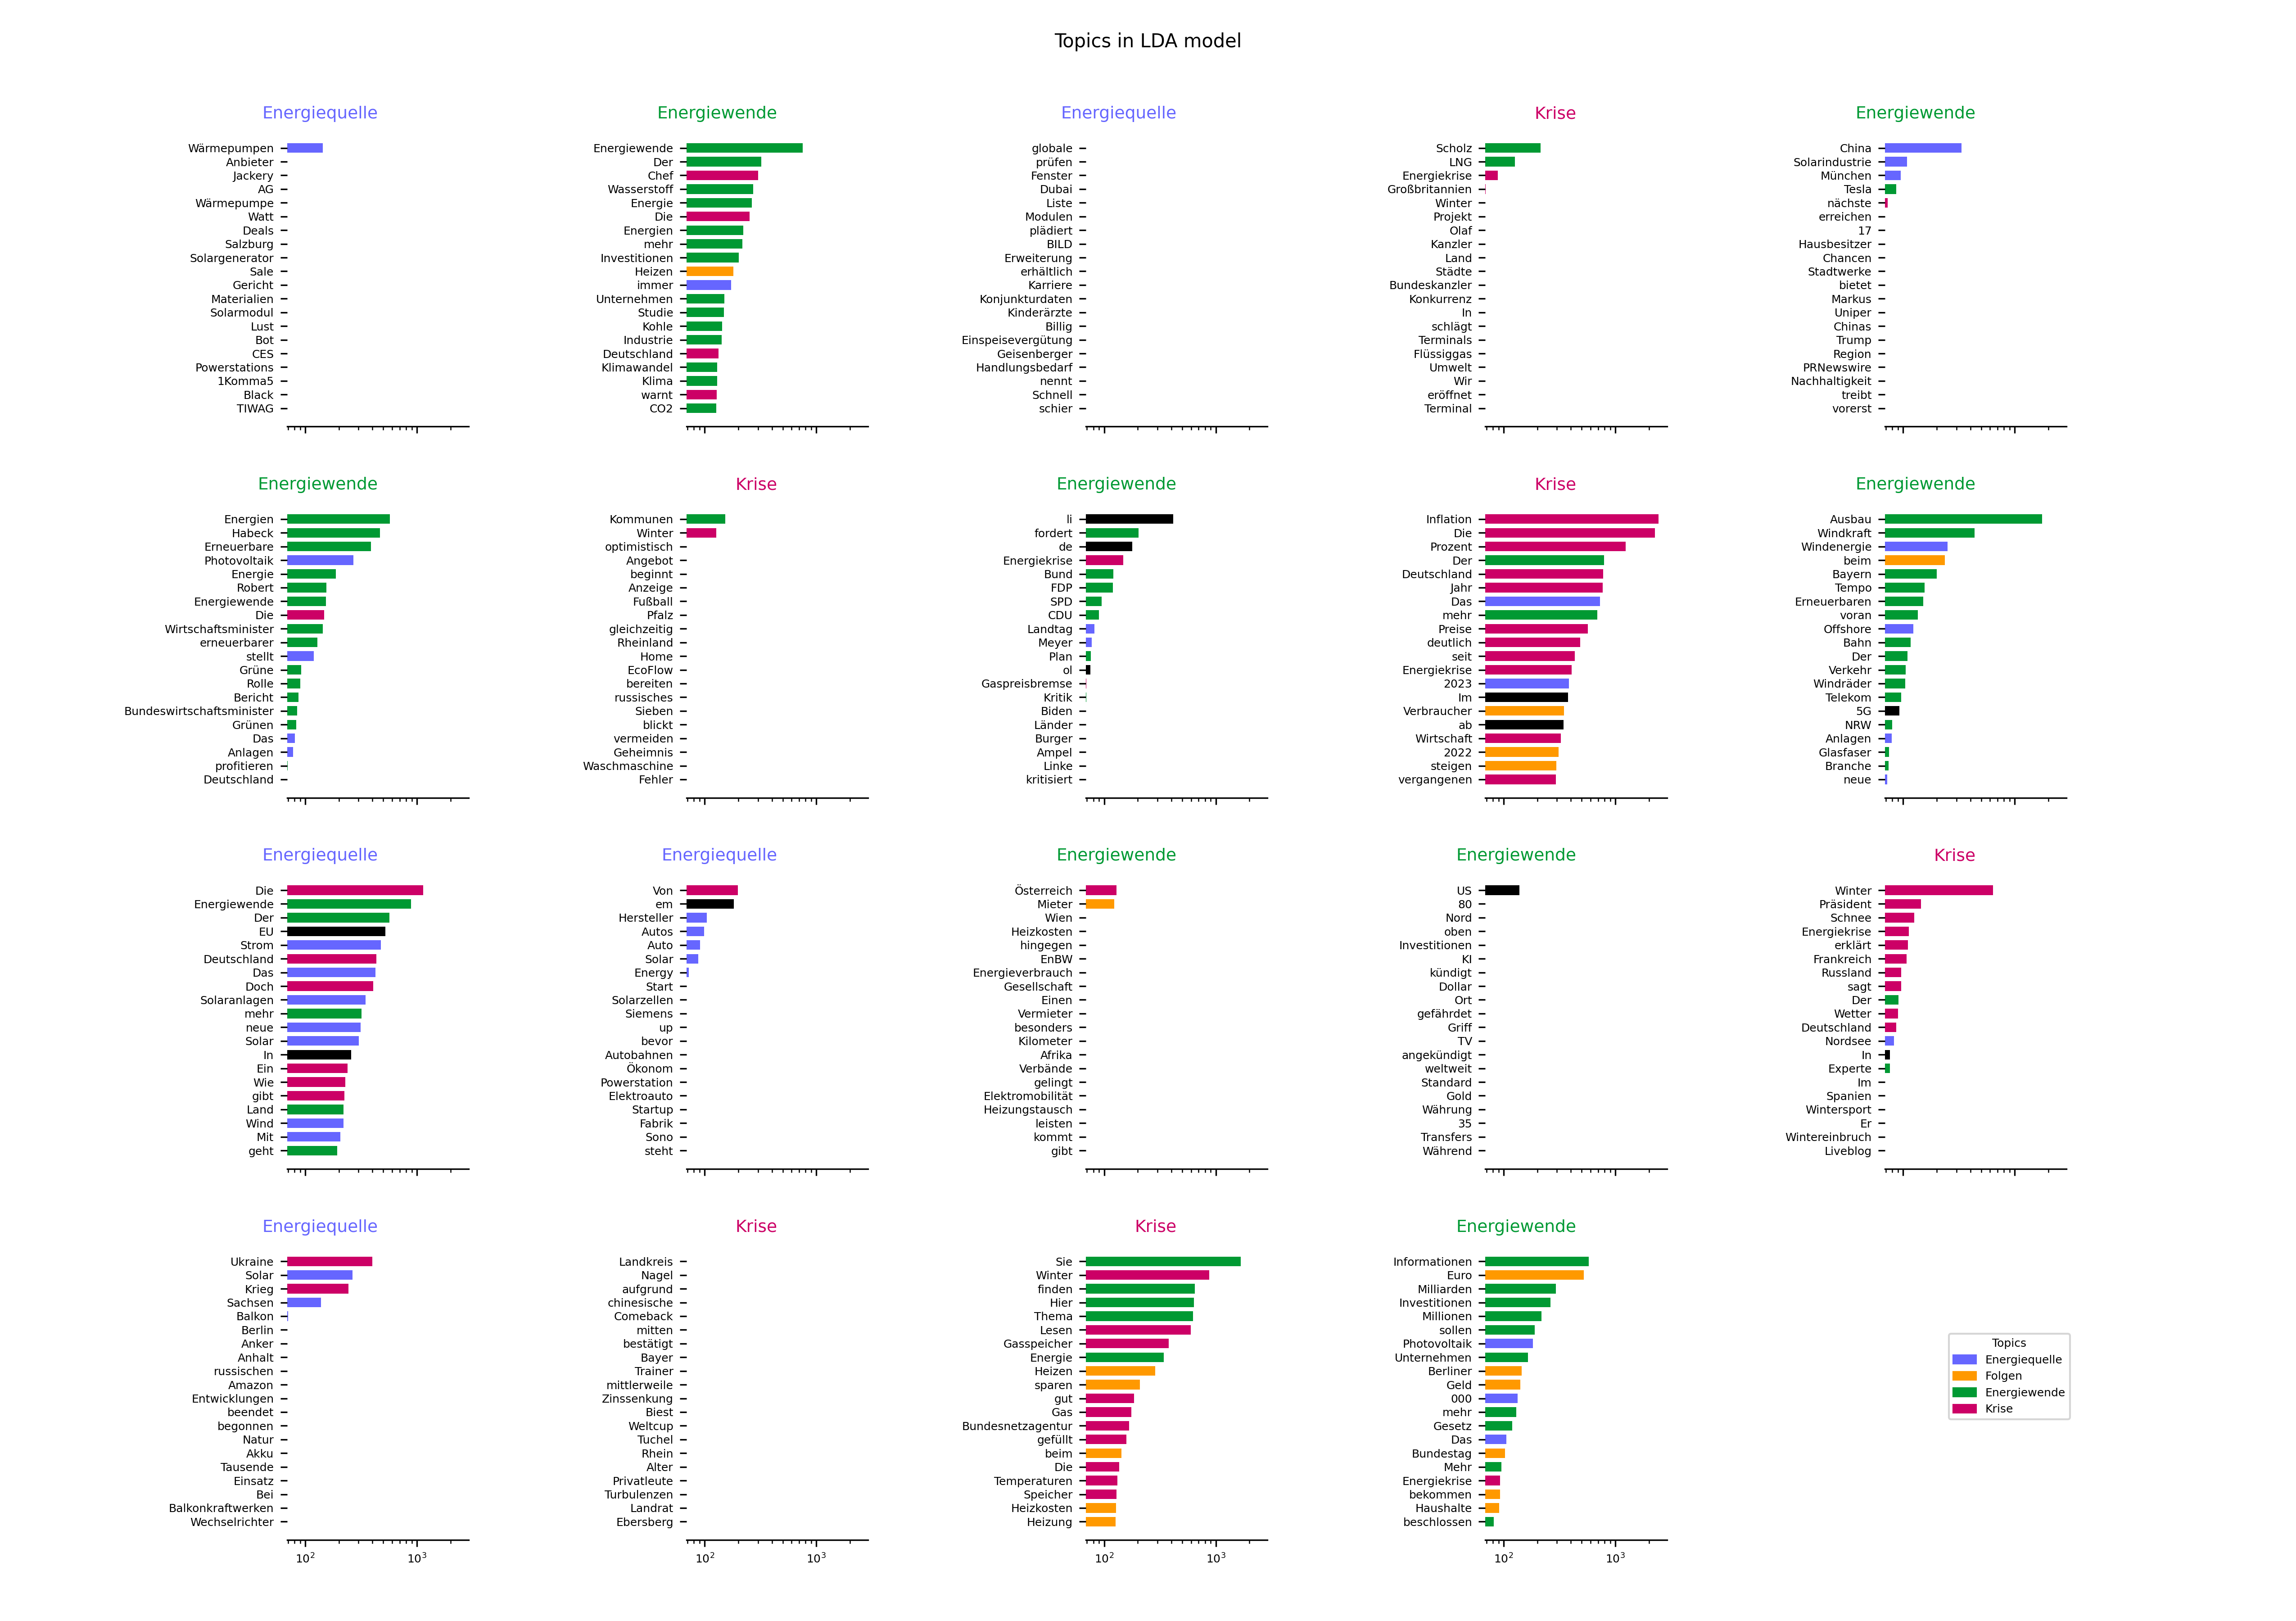 Topics in LDA model
Energiequelle
Wärmepumpen
Anbieter
Jackery
AG
Wärmepumpe
Watt
Deals
Salzburg
Solargenerator
Sale
Gericht
Materialien
Solarmodul
Lust
Bot
CES
Powerstations
1Komma5
Black
TIWAG
Energiewende
Energiewende
Der
Chef
Wasserstoff
Energie
Die
Energien
mehr
Investitionen
Heizen
immer
Unternehmen
Studie
Kohle
Industrie
Deutschland
Klimawandel
Klima
warnt
CO2
Energiequelle
globale
prüfen
Fenster
Dubai
Liste
Modulen
plädiert
BILD
Erweiterung
erhältlich
Karriere
Konjunkturdaten
Kinderärzte
Billig
Einspeisevergütung
Geisenberger
Handlungsbedarf
nennt
Schnell
schier
Krise
Scholz
LNG
Energiekrise
Großbritannien
Winter
Projekt
Olaf
Kanzler
Land
Städte
Bundeskanzler
Konkurrenz
In
schlägt
Terminals
Flüssiggas
Umwelt
Wir
eröffnet
Terminal
Energiewende
China
Solarindustrie
München
Tesla
nächste
erreichen
17
Hausbesitzer
Chancen
Stadtwerke
bietet
Markus
Uniper
Chinas
Trump
Region
PRNewswire
Nachhaltigkeit
treibt
vorerst
Energiewende
Energien
Habeck
Erneuerbare
Photovoltaik
Energie
Robert
Energiewende
Die
Wirtschaftsminister
erneuerbarer
stellt
Grüne
Rolle
Bericht
Bundeswirtschaftsminister
Grünen
Das
Anlagen
profitieren
Deutschland
Krise
Kommunen
Winter
optimistisch
Angebot
beginnt
Anzeige
Fußball
Pfalz
gleichzeitig
Rheinland
Home
EcoFlow
bereiten
russisches
Sieben
blickt
vermeiden
Geheimnis
Waschmaschine
Fehler
Energiewende
li
fordert
de
Energiekrise
Bund
FDP
SPD
CDU
Landtag
Meyer
Plan
ol
Gaspreisbremse
Kritik
Biden
Länder
Burger
Ampel
Linke
kritisiert
Krise
Inflation
Die
Prozent
Der
Deutschland
Jahr
Das
mehr
Preise
deutlich
seit
Energiekrise
2023
Im
Verbraucher
ab
Wirtschaft
2022
steigen
vergangenen
Energiewende
Ausbau
Windkraft
Windenergie
beim
Bayern
Tempo
Erneuerbaren
voran
Offshore
Bahn
Der
Verkehr
Windräder
Telekom
5G
NRW
Anlagen
Glasfaser
Branche
neue
Energiequelle
Die
Energiewende
Der
EU
Strom
Deutschland
Das
Doch
Solaranlagen
mehr
neue
Solar
In
Ein
Wie
gibt
Land
Wind
Mit
geht
Energiequelle
Von
em
Hersteller
Autos
Auto
Solar
Energy
Start
Solarzellen
Siemens
up
bevor
Autobahnen
Ökonom
Powerstation
Elektroauto
Startup
Fabrik
Sono
steht
Energiewende
Österreich
Mieter
Wien
Heizkosten
hingegen
EnBW
Energieverbrauch
Gesellschaft
Einen
Vermieter
besonders
Kilometer
Afrika
Verbände
gelingt
Elektromobilität
Heizungstausch
leisten
kommt
gibt
Energiewende
US
80
Nord
oben
Investitionen
KI
kündigt
Dollar
Ort
gefährdet
Griff
TV
angekündigt
weltweit
Standard
Gold
Währung
35
Transfers
Während
Krise
Winter
Präsident
Schnee
Energiekrise
erklärt
Frankreich
Russland
sagt
Der
Wetter
Deutschland
Nordsee
In
Experte
Im
Spanien
Wintersport
Er
Wintereinbruch
Liveblog
Energiequelle
Ukraine
Solar
Krieg
Sachsen
Balkon
Berlin
Anker
Anhalt
russischen
Amazon
Entwicklungen
beendet
begonnen
Natur
Akku
Tausende
Einsatz
Bei
Balkonkraftwerken
Wechselrichter
10² 10³
Krise
Landkreis
Nagel
aufgrund
chinesische
Comeback
mitten
bestätigt
Bayer
Trainer
mittlerweile
Zinssenkung
Biest
Weltcup
Tuchel
Rhein
Alter
Privatleute
Turbulenzen
Landrat
Ebersberg
10² 10³
Krise
Sie
Winter
finden
Hier
Thema
Lesen
Gasspeicher
Energie
Heizen
sparen
gut
Gas
Bundesnetzagentur
gefüllt
beim
Die
Temperaturen
Speicher
Heizkosten
Heizung
10² 10³
Energiewende
Informationen
Euro
Milliarden
Investitionen
Millionen
sollen
Photovoltaik
Unternehmen
Berliner
Geld
000
mehr
Gesetz
Das
Bundestag
Mehr
Energiekrise
bekommen
Haushalte
beschlossen
10² 10³
Topics
Energiequelle
Folgen
Energiewende
Krise